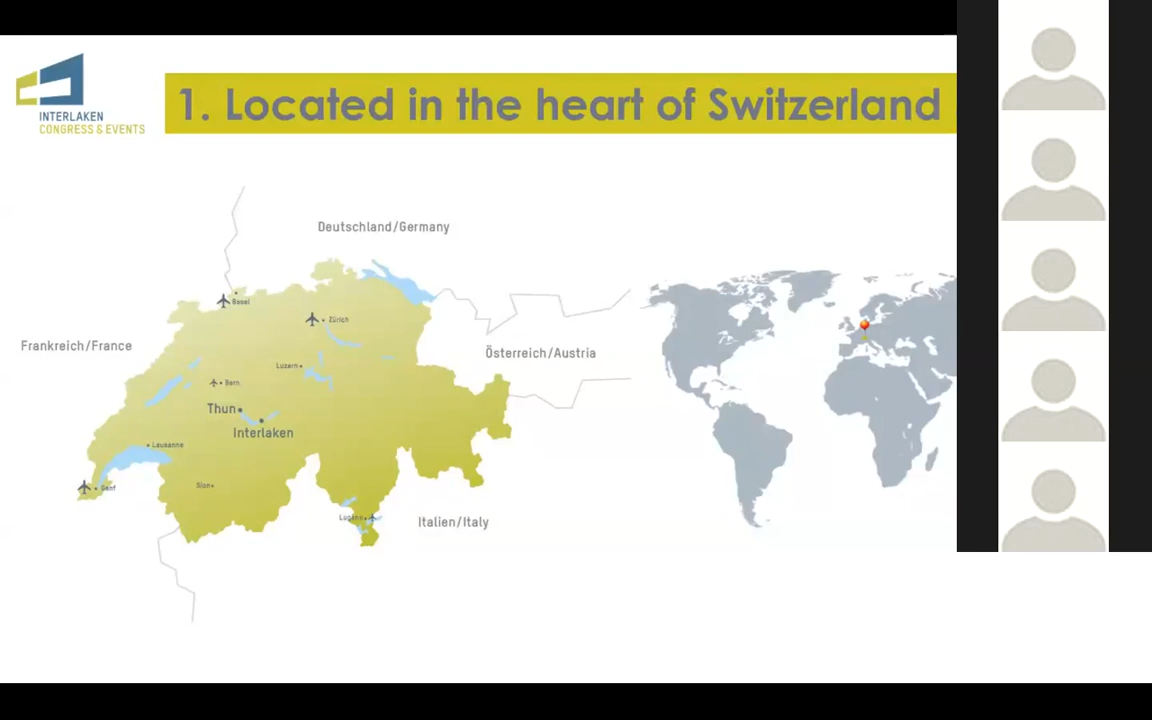 INTERLAKEN
CONGRESS & EVENTS
1. Located in the heart of Switzerland
Deutschland/Germany
Basel
Zürich
Frankreich/France
Österreich/Austria
Luzern
Bern
Thun
Interlaken
Lausanne
Sion
Genf
Lugano
Italien/Italy